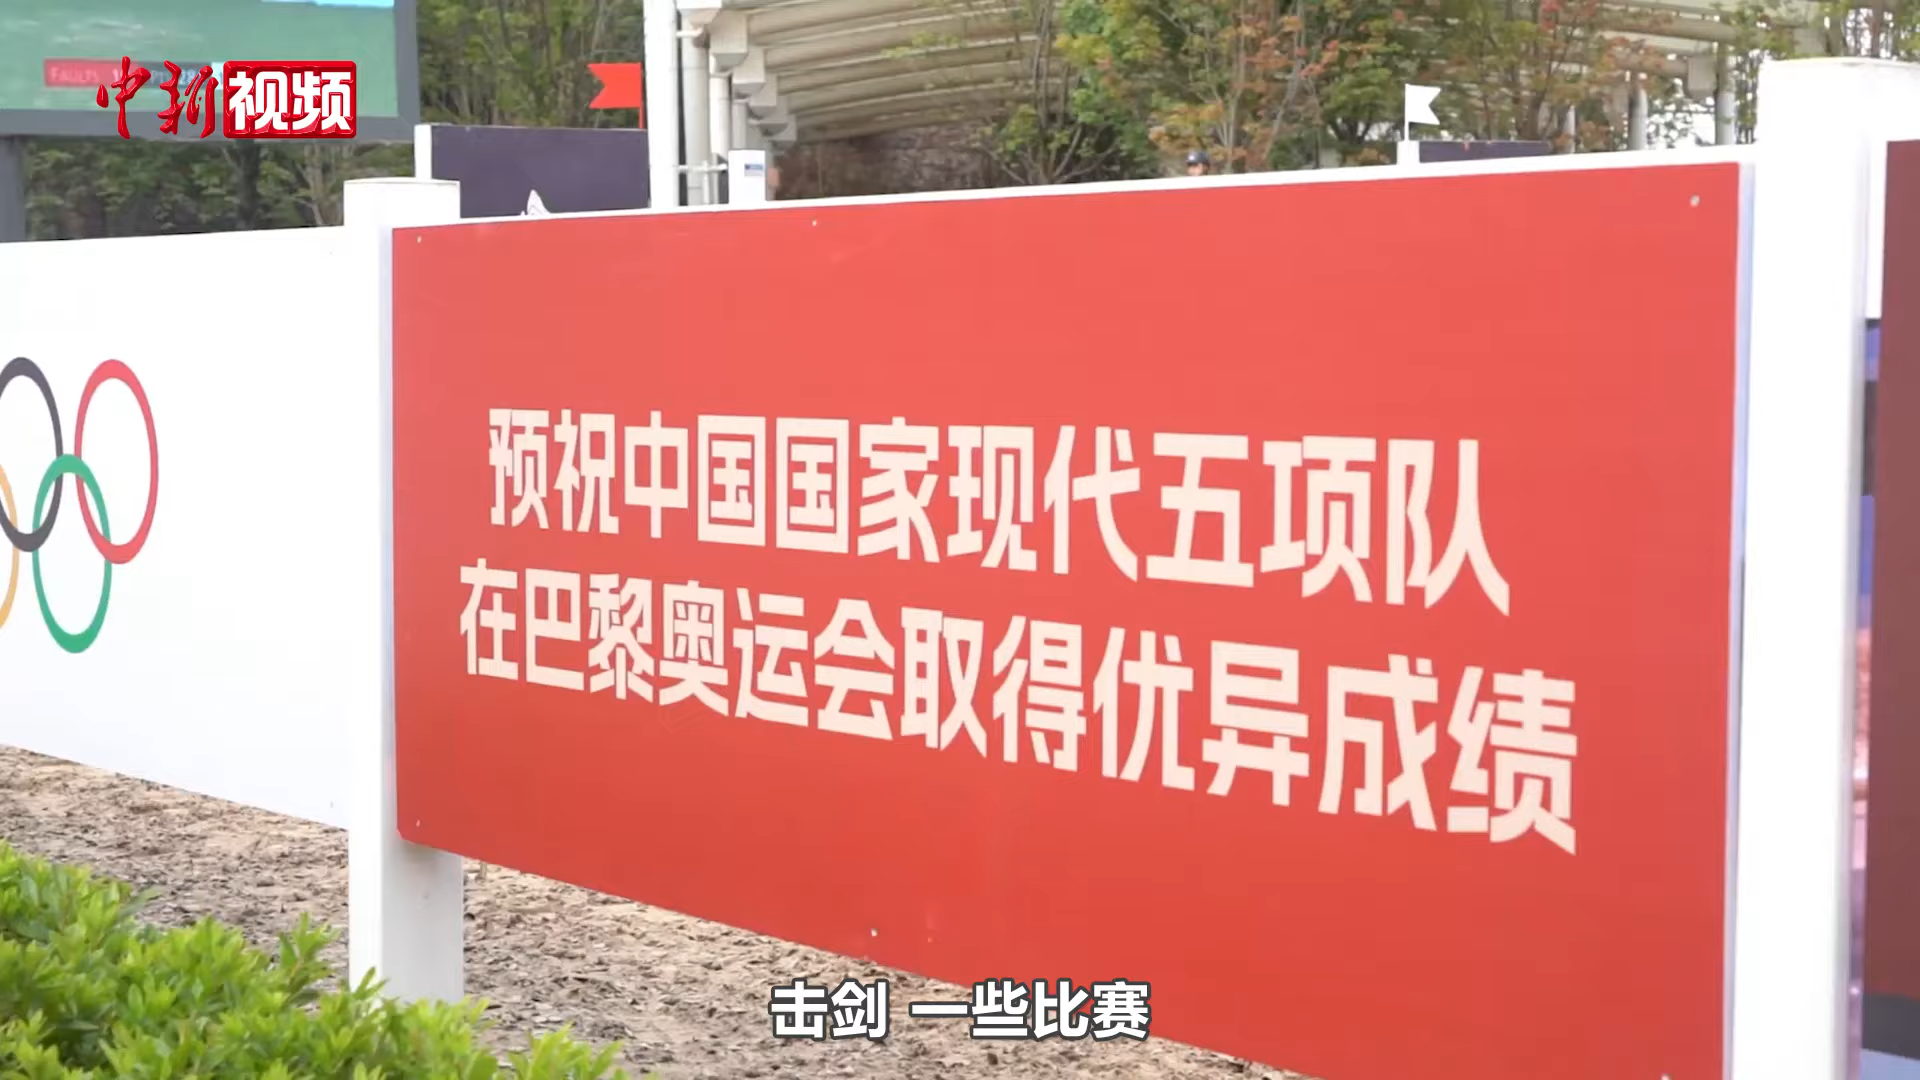 FAULTS
中新视频
预祝中国国家现代五项队
在巴黎奥运会取得优异成绩
击剑 一些比赛